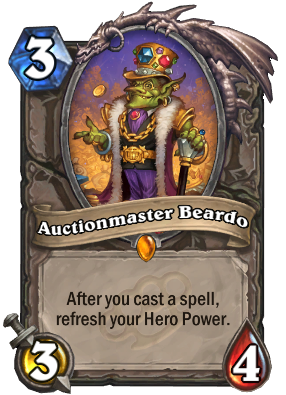 3
Auctionmaster Beardo
After you cast a spell,
refresh your Hero Power.
3
4